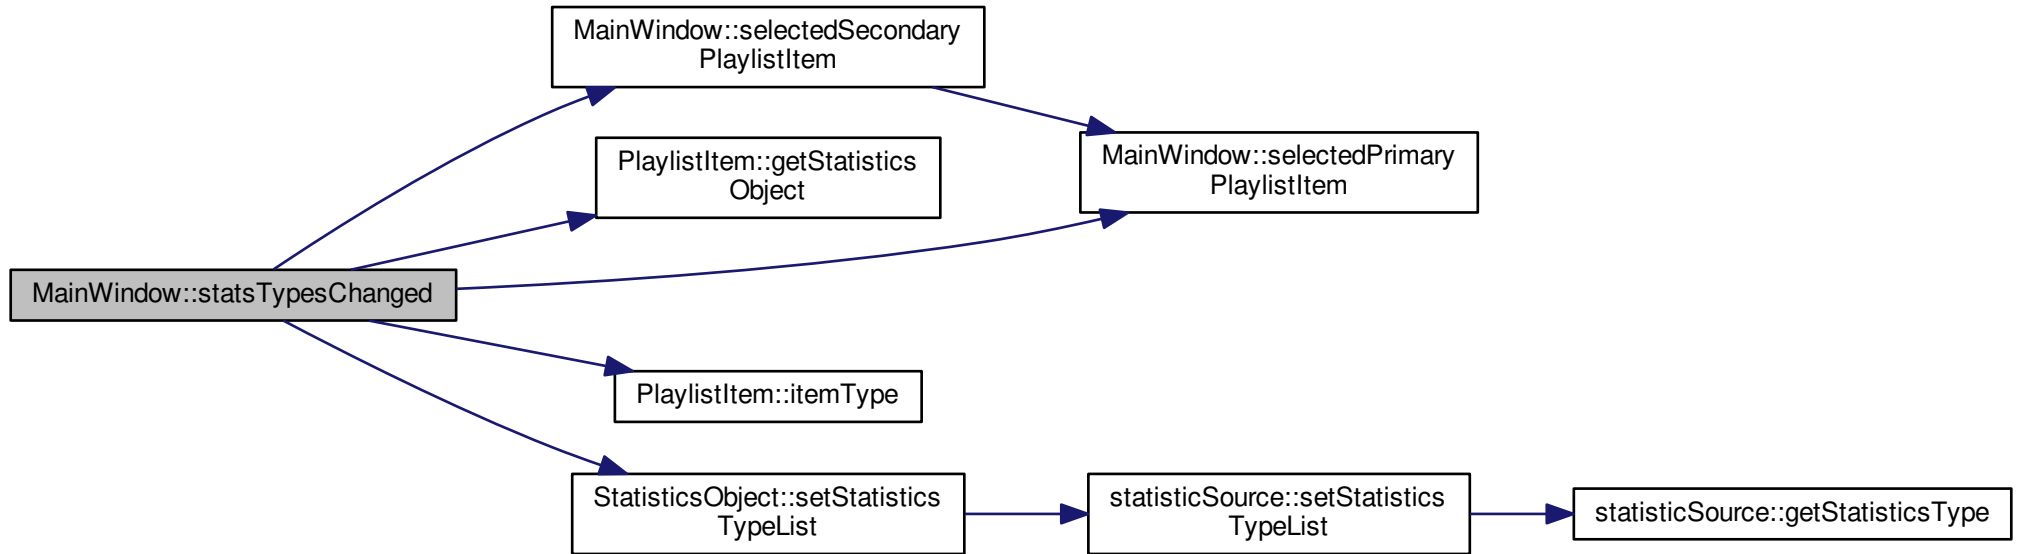 MainWindow::selectedSecondary
PlaylistItem
PlaylistItem::getStatistics
Object
MainWindow::selectedPrimary
PlaylistItem
MainWindow::statsTypesChanged
PlaylistItem::itemType
StatisticsObject::setStatistics
TypeList
statisticSource::setStatistics
TypeList
statisticSource::getStatisticsType